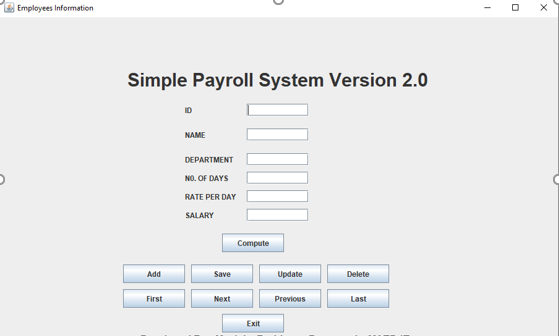 Employees Information
Simple Payroll System Version 2.0
ID
NAME
DEPARTMENT
N0. OF DAYS
RATE PER DAY
SALARY
Compute
Add Save Update Delete
First Next Previous Last
Exit